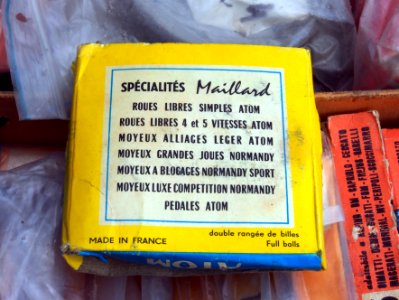 SPÉCIALITÉS Maillard
ROUES LIBRES SIMPLES ATOM
ROUES LIBRES 4 et 5 VITESSES ATOM
MOYEUX ALLIAGES LEGER ATOM
MOYEUX GRANDES JOUES NORMANDY
MOYEUX A BLOCAGES NORMANDY SPORT
MOYEUX LUXE COMPETITION NORMANDY
PEDALES ATOM
MADE IN FRANCE
double rangée de billes
Full balls
ATOM